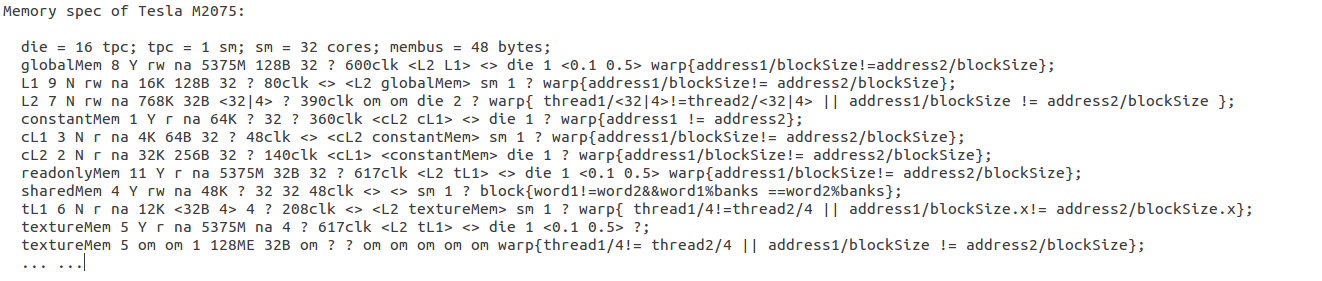 Memory spec of Tesla M2075:
die = 16 tpc; tpc = 1 sm; sm = 32 cores; membus = 48 bytes;
globalMem 8 Y rw na 5375M 128B 32 ? 600clk <L2 L1> <> die 1 <0.1 0.5> warp{address1/blockSize!=address2/blockSize};
L1 9 N rw na 16K 128B 32 ? 80clk <> <L2 globalMem> sm 1 ? warp{address1/blockSize!= address2/blockSize};
L2 7 N rw na 768K 32B <32|4> ? 390clk om om die 2 ? warp{ thread1/<32|4>!=thread2/<32|4> || address1/blockSize != address2/blockSize };
constantMem 1 Y r na 64K ? 32 ? 360clk <cL2 cL1> <> die 1 ? warp{address1 != address2};
cL1 3 N r na 4K 64B 32 ? 48clk <> <cL2 constantMem> sm 1 ? warp{address1/blockSize!= address2/blockSize};
cL2 2 N r na 32K 256B 32 ? 140clk <cL1> <constantMem> die 1 ? warp{address1/blockSize!= address2/blockSize};
readonlyMem 11 Y r na 5375M 32B 32 ? 617clk <L2 tL1> <> die 1 <0.1 0.5> warp{address1/blockSize!= address2/blockSize};
sharedMem 4 Y rw na 48K ? 32 32 48clk <> <> sm 1 ? block{word1!=word2&&word1%banks ==word2%banks};
tL1 6 N r na 12K <32B 4> 4 ? 208clk <> <L2 textureMem> sm 1 ? warp{ thread1/4!=thread2/4 || address1/blockSize.x!= address2/blockSize.x};
textureMem 5 Y r na 5375M na 4 ? 617clk <L2 tL1> <> die 1 <0.1 0.5> ?;
textureMem 5 om om 1 128ME 32B om ? ? om om om om om warp{thread1/4!= thread2/4 || address1/blockSize != address2/blockSize};
... ...